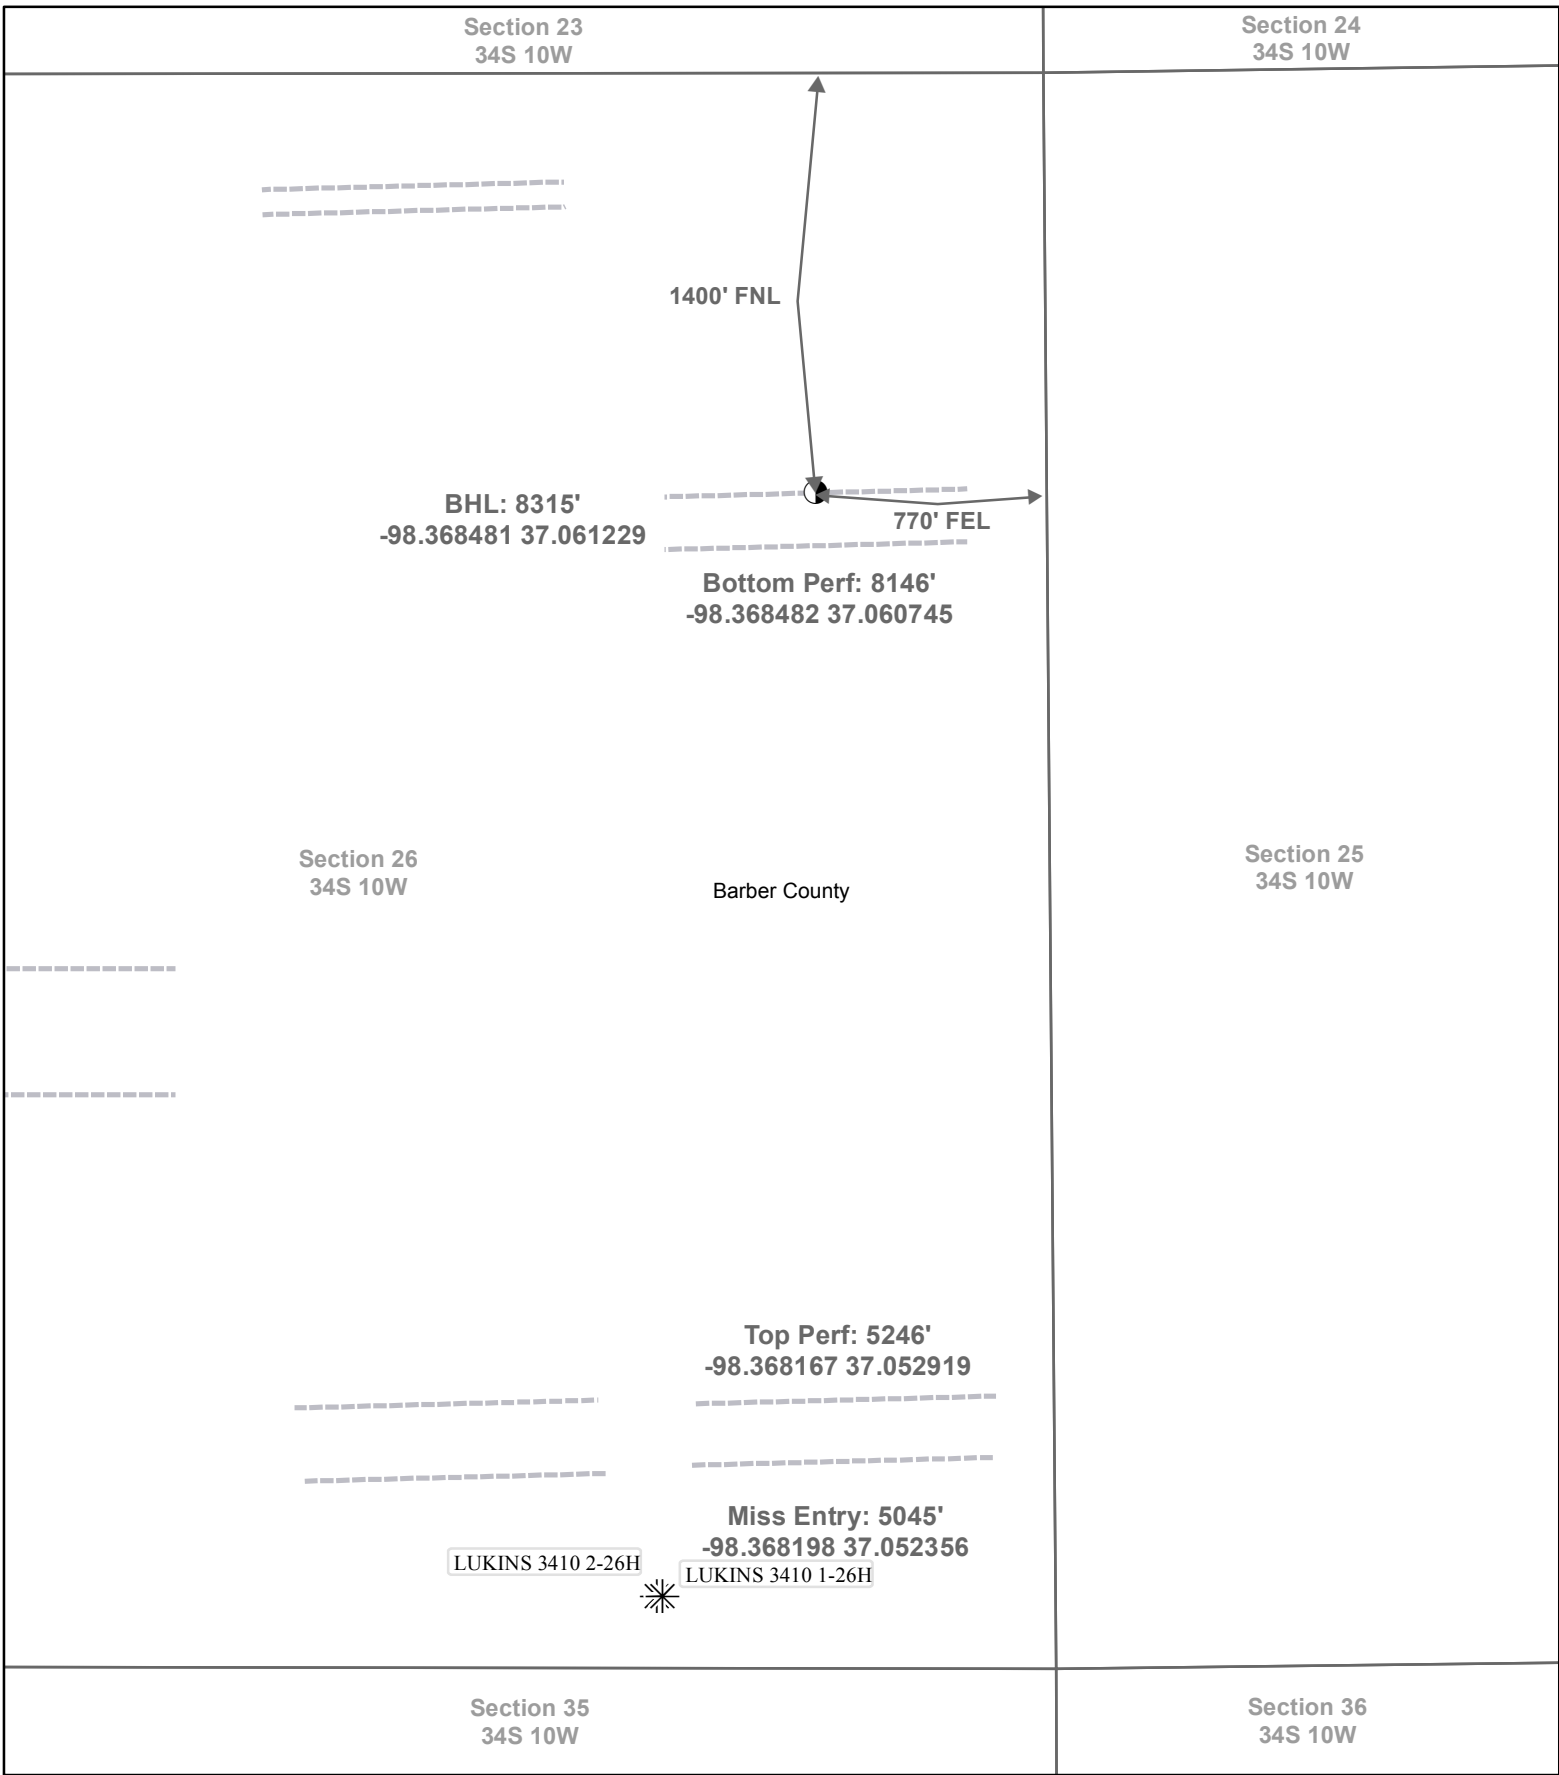 Section 23
34S 10W
Section 24
34S 10W
1400' FNL
BHL: 8315'
-98.368481 37.061229
770' FEL
Bottom Perf: 8146'
-98.368482 37.060745
Section 26
34S 10W
Barber County
Section 25
34S 10W
Top Perf: 5246'
-98.368167 37.052919
Miss Entry: 5045'
-98.368198 37.052356
LUKINS 3410 2-26H
LUKINS 3410 1-26H
Section 35
34S 10W
Section 36
34S 10W